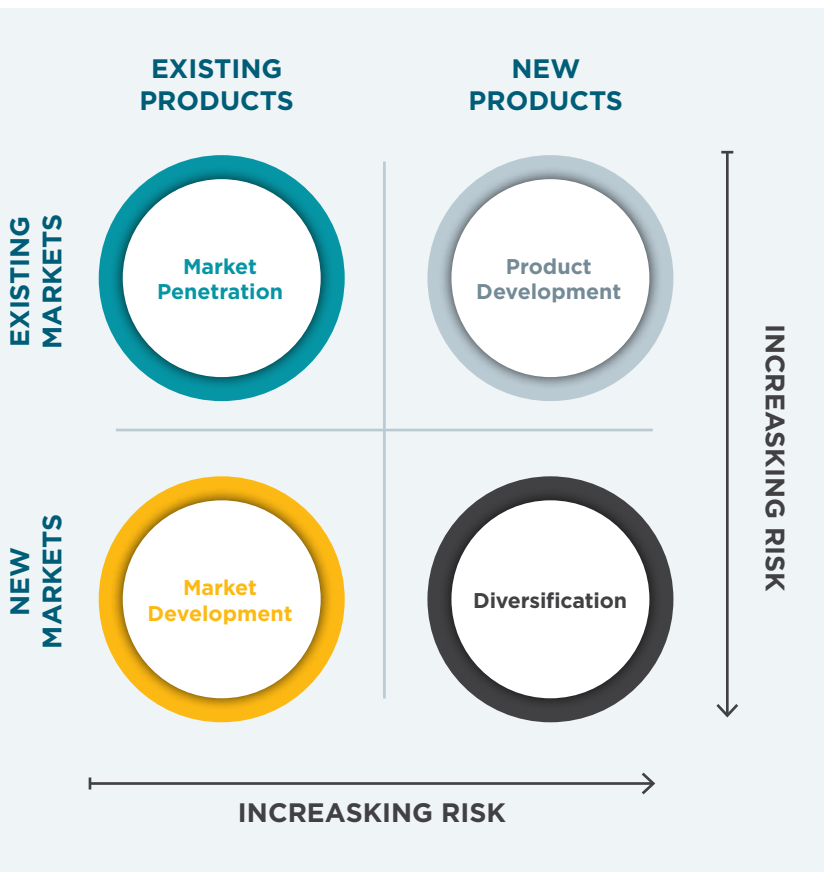 EXISTING
PRODUCTS
NEW
PRODUCTS
EXISTING
MARKETS
Market
Penetration
Product
Development
INCREASKING RISK
NEW
MARKETS
Market
Development
Diversification
INCREASKING RISK